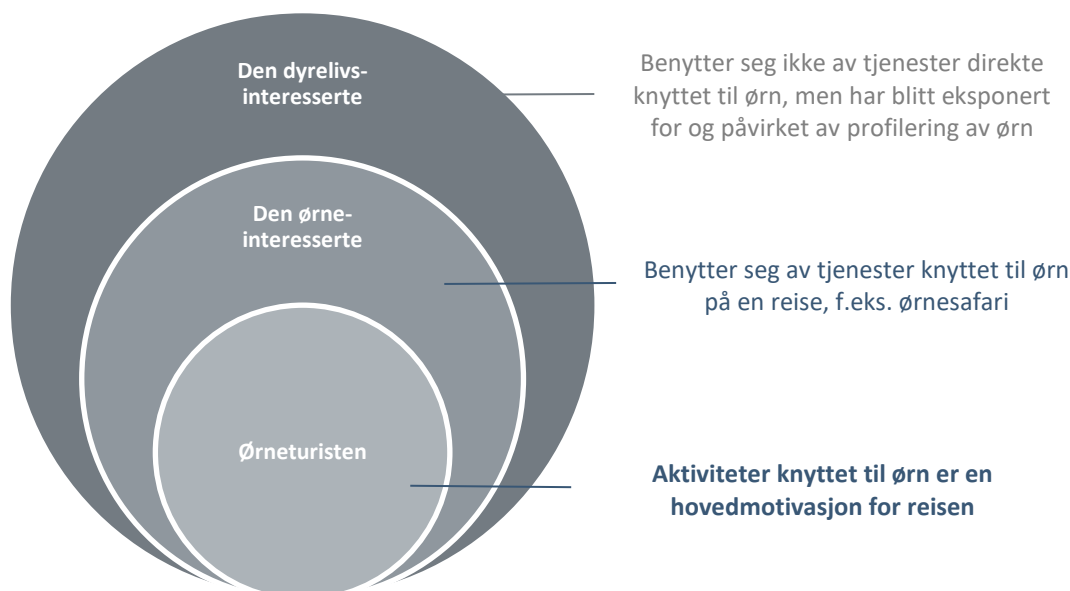 Den dyrelivs-
interesserte
Benytter seg ikke av tjenester direkte
knyttet til ørn, men har blitt eksponert
for og påvirket av profilering av ørn
Den ørne-
interesserte
Benytter seg av tjenester knyttet til ørn
på en reise, f.eks. ørnesafari
Ørneturisten
Aktiviteter knyttet til ørn er en
hovedmotivasjon for reisen